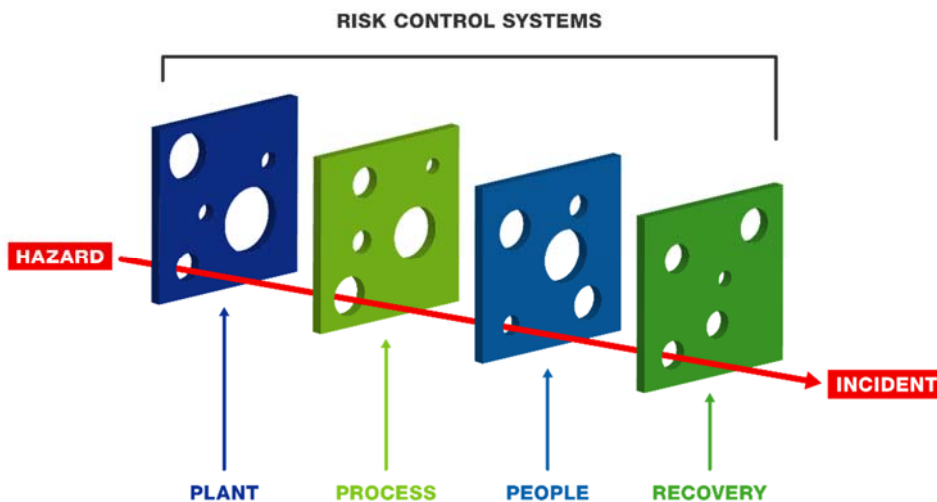 RISK CONTROL SYSTEMS
HAZARD
INCIDENT
PLANT
PROCESS
PEOPLE
RECOVERY